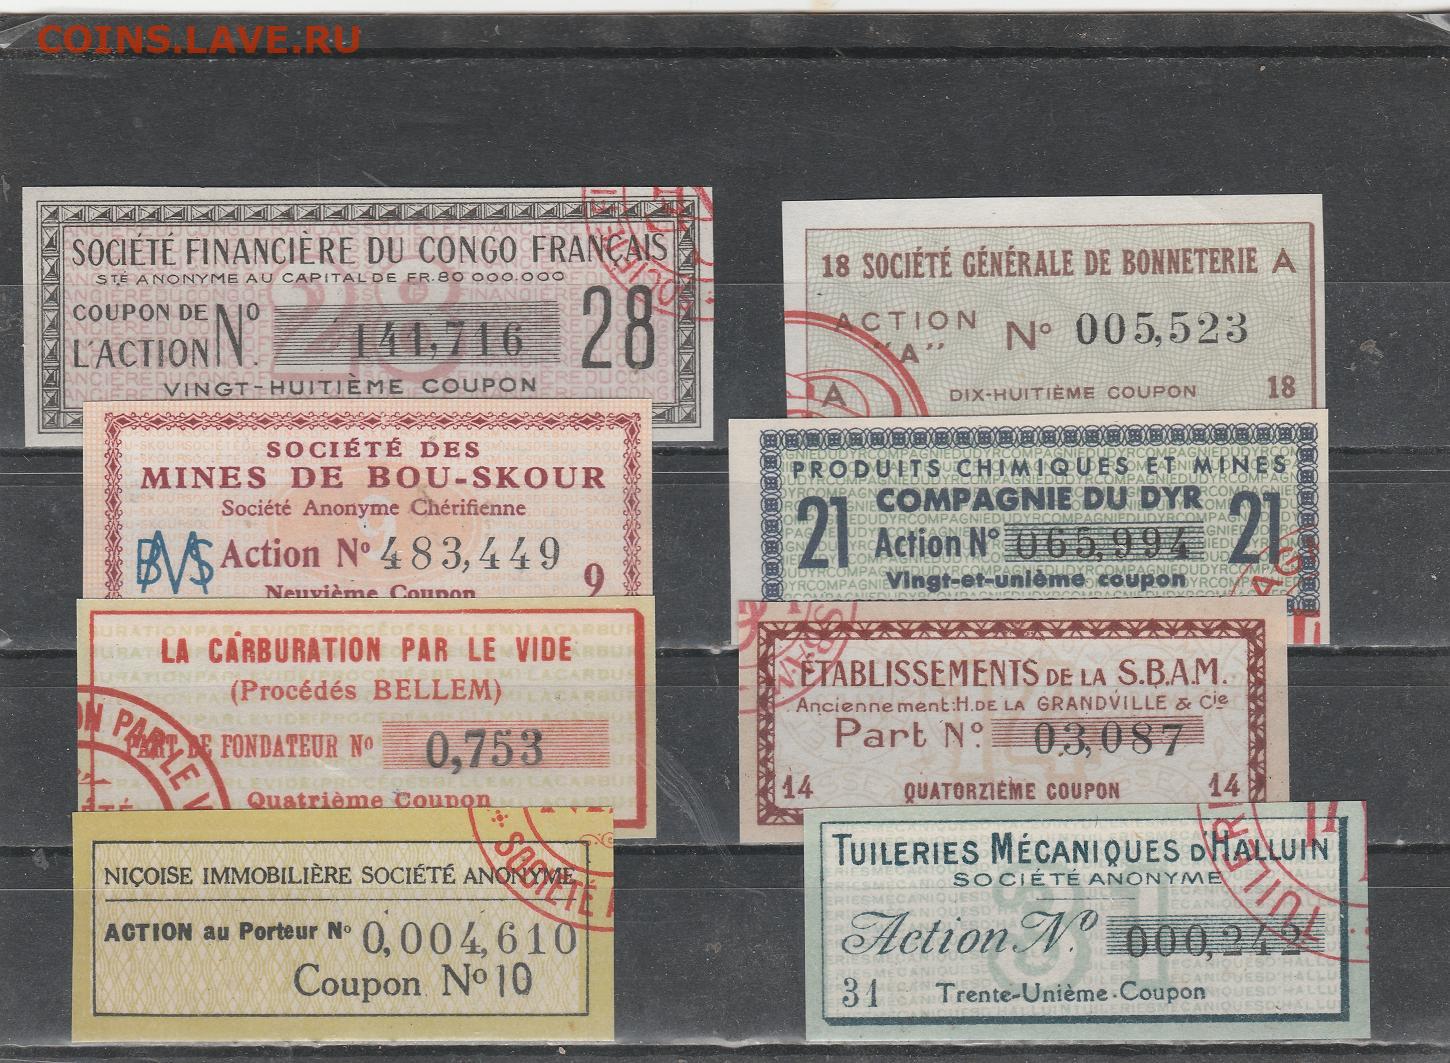 COINS.LAVE.RU
SOCIÉTÉ FINANCIÈRE DU CONGO FRANÇAIS
STÉ ANONYME AU CAPITAL DE FR.80 000.000
COUPON DE
L'ACTION No. 141,716 28
VINGT-HUITIÈME COUPON
18 SOCIÉTÉ GÉNÉRALE DE BONNETERIE A
ACTION
"A" No 005,523
A DIX-HUITIÈME COUPON 18
SOCIÉTÉ DES
MINES DE BOU-SKOUR
Société Anonyme Chérifienne
BMS Action No 483,449
Neuvième Coupon 9
PRODUITS CHIMIQUES ET MINES
21 COMPAGNIE DU DYR 21
Action No 065,994
Vingt-et-unième coupon
LA CARBURATION PAR LE VIDE
(Procédés BELLEM)
PART DE FONDATEUR No 0,753
Quatrième Coupon
ÉTABLISSEMENTS DE LA S.B.A.M.
Anciennement: H. DE LA GRANDVILLE & Cie
Part No. 03,087
14 QUATORZIÈME COUPON 14
NIÇOISE IMMOBILIÈRE SOCIÉTÉ ANONYME
ACTION au Porteur No 0,004,610
Coupon No 10
SOCIÉTÉ
TUILERIES MÉCANIQUES D'HALLUIN
SOCIÉTÉ ANONYME
Action No. 000,242
31 Trente-Unième-Coupon